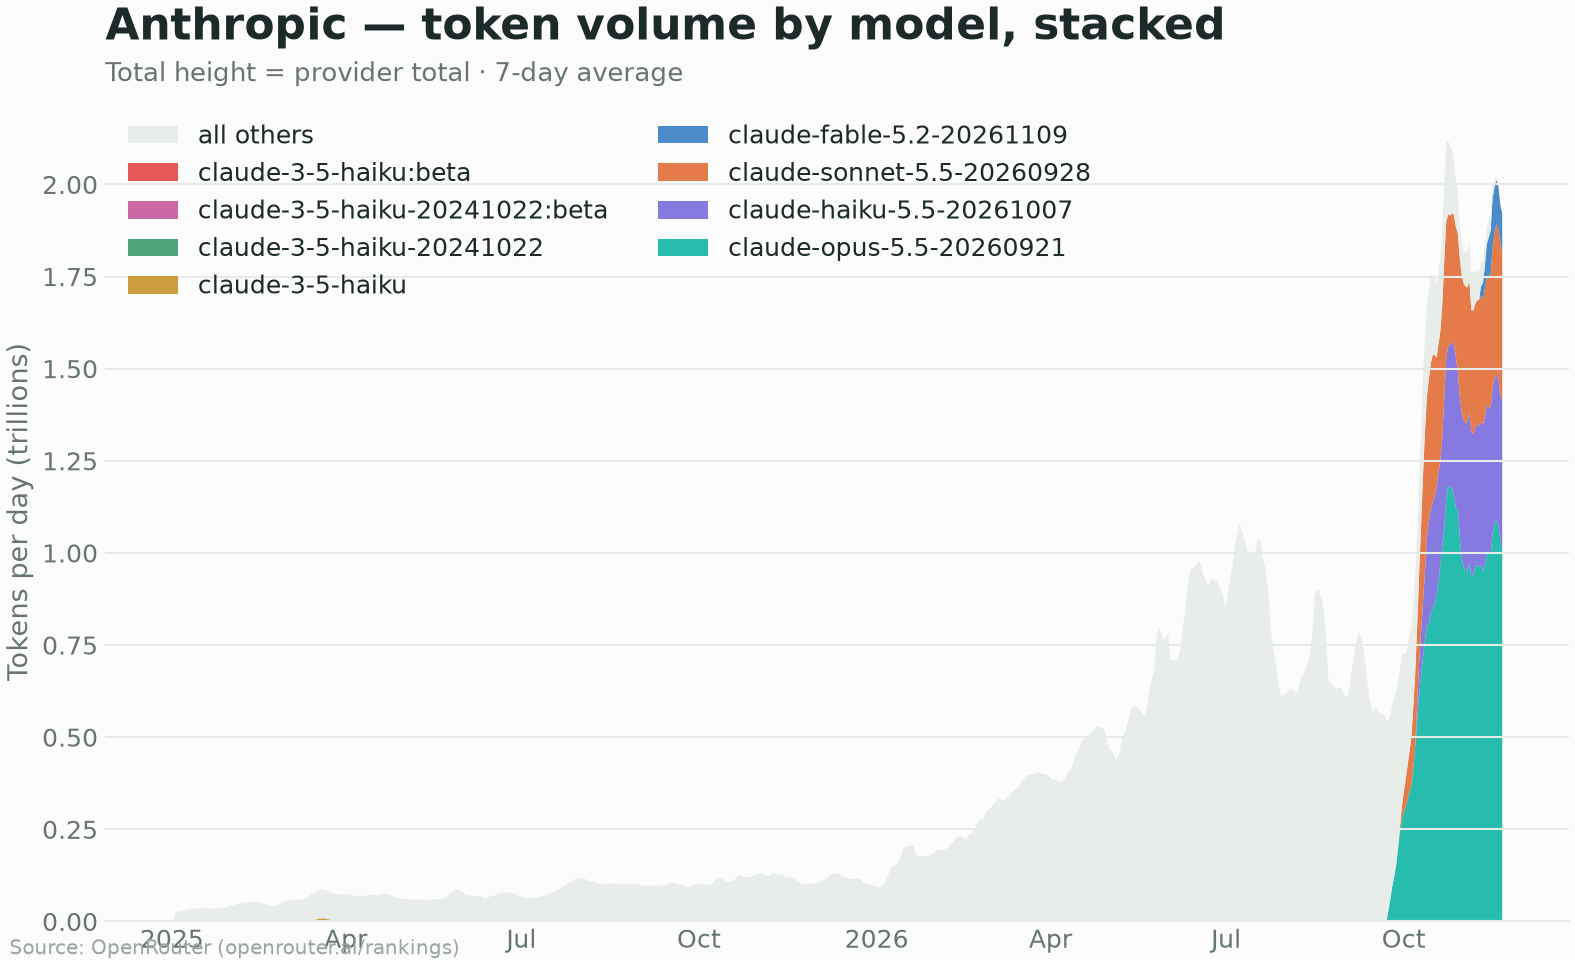 Anthropic — token volume by model, stacked
Total height = provider total · 7-day average
all others
claude-3-5-haiku:beta
claude-3-5-haiku-20241022:beta
claude-3-5-haiku-20241022
claude-3-5-haiku
claude-fable-5.2-20261109
claude-sonnet-5.5-20260928
claude-haiku-5.5-20261007
claude-opus-5.5-20260921
Tokens per day (trillions)
2.00
1.75
1.50
1.25
1.00
0.75
0.50
0.25
0.00
2025 Apr Jul Oct 2026 Apr Jul Oct
Source: OpenRouter (openrouter.ai/rankings)